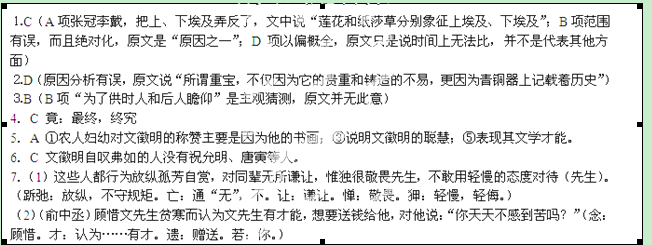 1.C（A 项张冠李戴，把上、下埃及弄反了，文中说“莲花和纸莎草分别象征上埃及、下埃及”；B 项范围
有误，而且绝对化，原文是“原因之一”；D 项以偏概全，原文只是说时间上无法比，并不是代表其他方
面）
2.D（原因分析有误，原文说“所谓重宝，不仅因为它的贵重和铸造的不易，更因为青铜器上记载着历史”）
3.B（B 项“为了供时人和后人瞻仰”是主观猜测，原文并无此意）
4. C 竟：最终，终究
5. A ①农人妇幼对文徵明的称赞主要是因为他的书画；③说明文徵明的聪慧；⑤表现其文学才能。
6. C 文徵明自叹弗如的人没有祝允明、唐寅等人。
7.（1）这些人都行为放纵孤芳自赏，对同辈无所谦让，惟独很敬畏先生，不敢用轻慢的态度对待（先生）。
（跅弛：放纵，不守规矩。亡：通“无”，不。让：谦让。惮：敬畏。狎：轻慢，轻侮。）
（2）（俞中丞）顾惜文先生贫寒而认为文先生有才能，想要送钱给他，对他说：“你天天不感到苦吗？”（念：
顾惜。才：认为……有才。遗：赠送。若：你。）